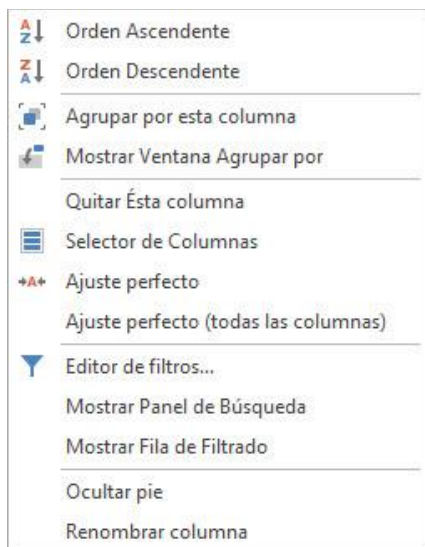 Orden Ascendente
Orden Descendente
Agrupar por esta columna
Mostrar Ventana Agrupar por
Quitar Ésta columna
Selector de Columnas
Ajuste perfecto
Ajuste perfecto (todas las columnas)
Editor de filtros...
Mostrar Panel de Búsqueda
Mostrar Fila de Filtrado
Ocultar pie
Renombrar columna